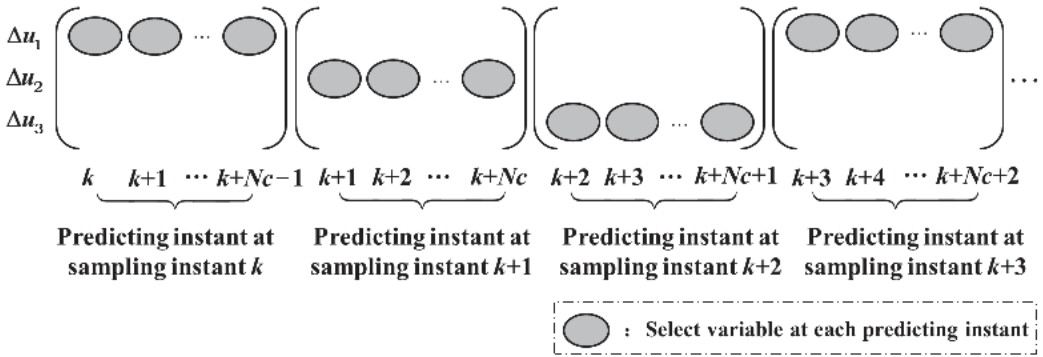 Δu1
Δu2
Δu3
...
...
...
...
...
k k+1 ... k+Nc−1 k+1 k+2 ... k+Nc k+2 k+3 ... k+Nc+1 k+3 k+4 ... k+Nc+2
Predicting instant at sampling instant k
Predicting instant at sampling instant k+1
Predicting instant at sampling instant k+2
Predicting instant at sampling instant k+3
: Select variable at each predicting instant